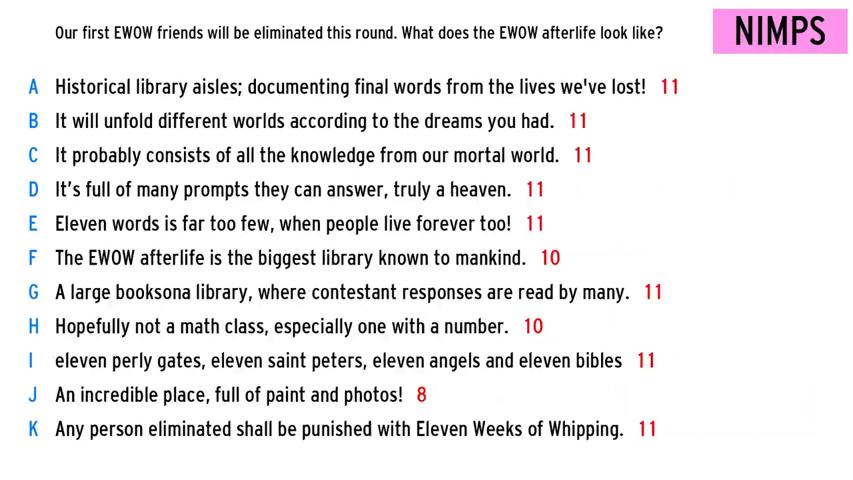 Our first EWOW friends will be eliminated this round. What does the EWOW afterlife look like?
NIMPS
A Historical library aisles; documenting final words from the lives we've lost! 11
B It will unfold different worlds according to the dreams you had. 11
C It probably consists of all the knowledge from our mortal world. 11
D It’s full of many prompts they can answer, truly a heaven. 11
E Eleven words is far too few, when people live forever too! 11
F The EWOW afterlife is the biggest library known to mankind. 10
G A large booksona library, where contestant responses are read by many. 11
H Hopefully not a math class, especially one with a number. 10
I eleven perly gates, eleven saint peters, eleven angels and eleven bibles 11
J An incredible place, full of paint and photos! 8
K Any person eliminated shall be punished with Eleven Weeks of Whipping. 11